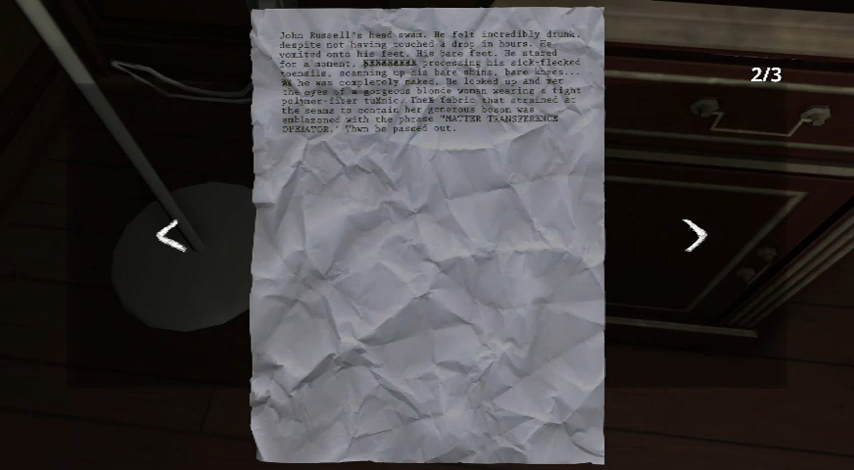 John Russell's head swam. He felt incredibly drunk,
despite not having touched a drop in hours. He
vomited onto his feet. His bare feet. He stared
for a moment, processing his sick-flecked
toenails, scanning up his bare shins, bare knees...
he was completely naked. He looked up and met
the eyes of a gorgeous blonde woman wearing a tight
polymer-fiber tunic. The fabric that strained at
the seams to contain her generous bosom was
emblazoned with the phrase "MATTER TRANSFERENCE
OPERATOR." Thwn he passed out.
2/3